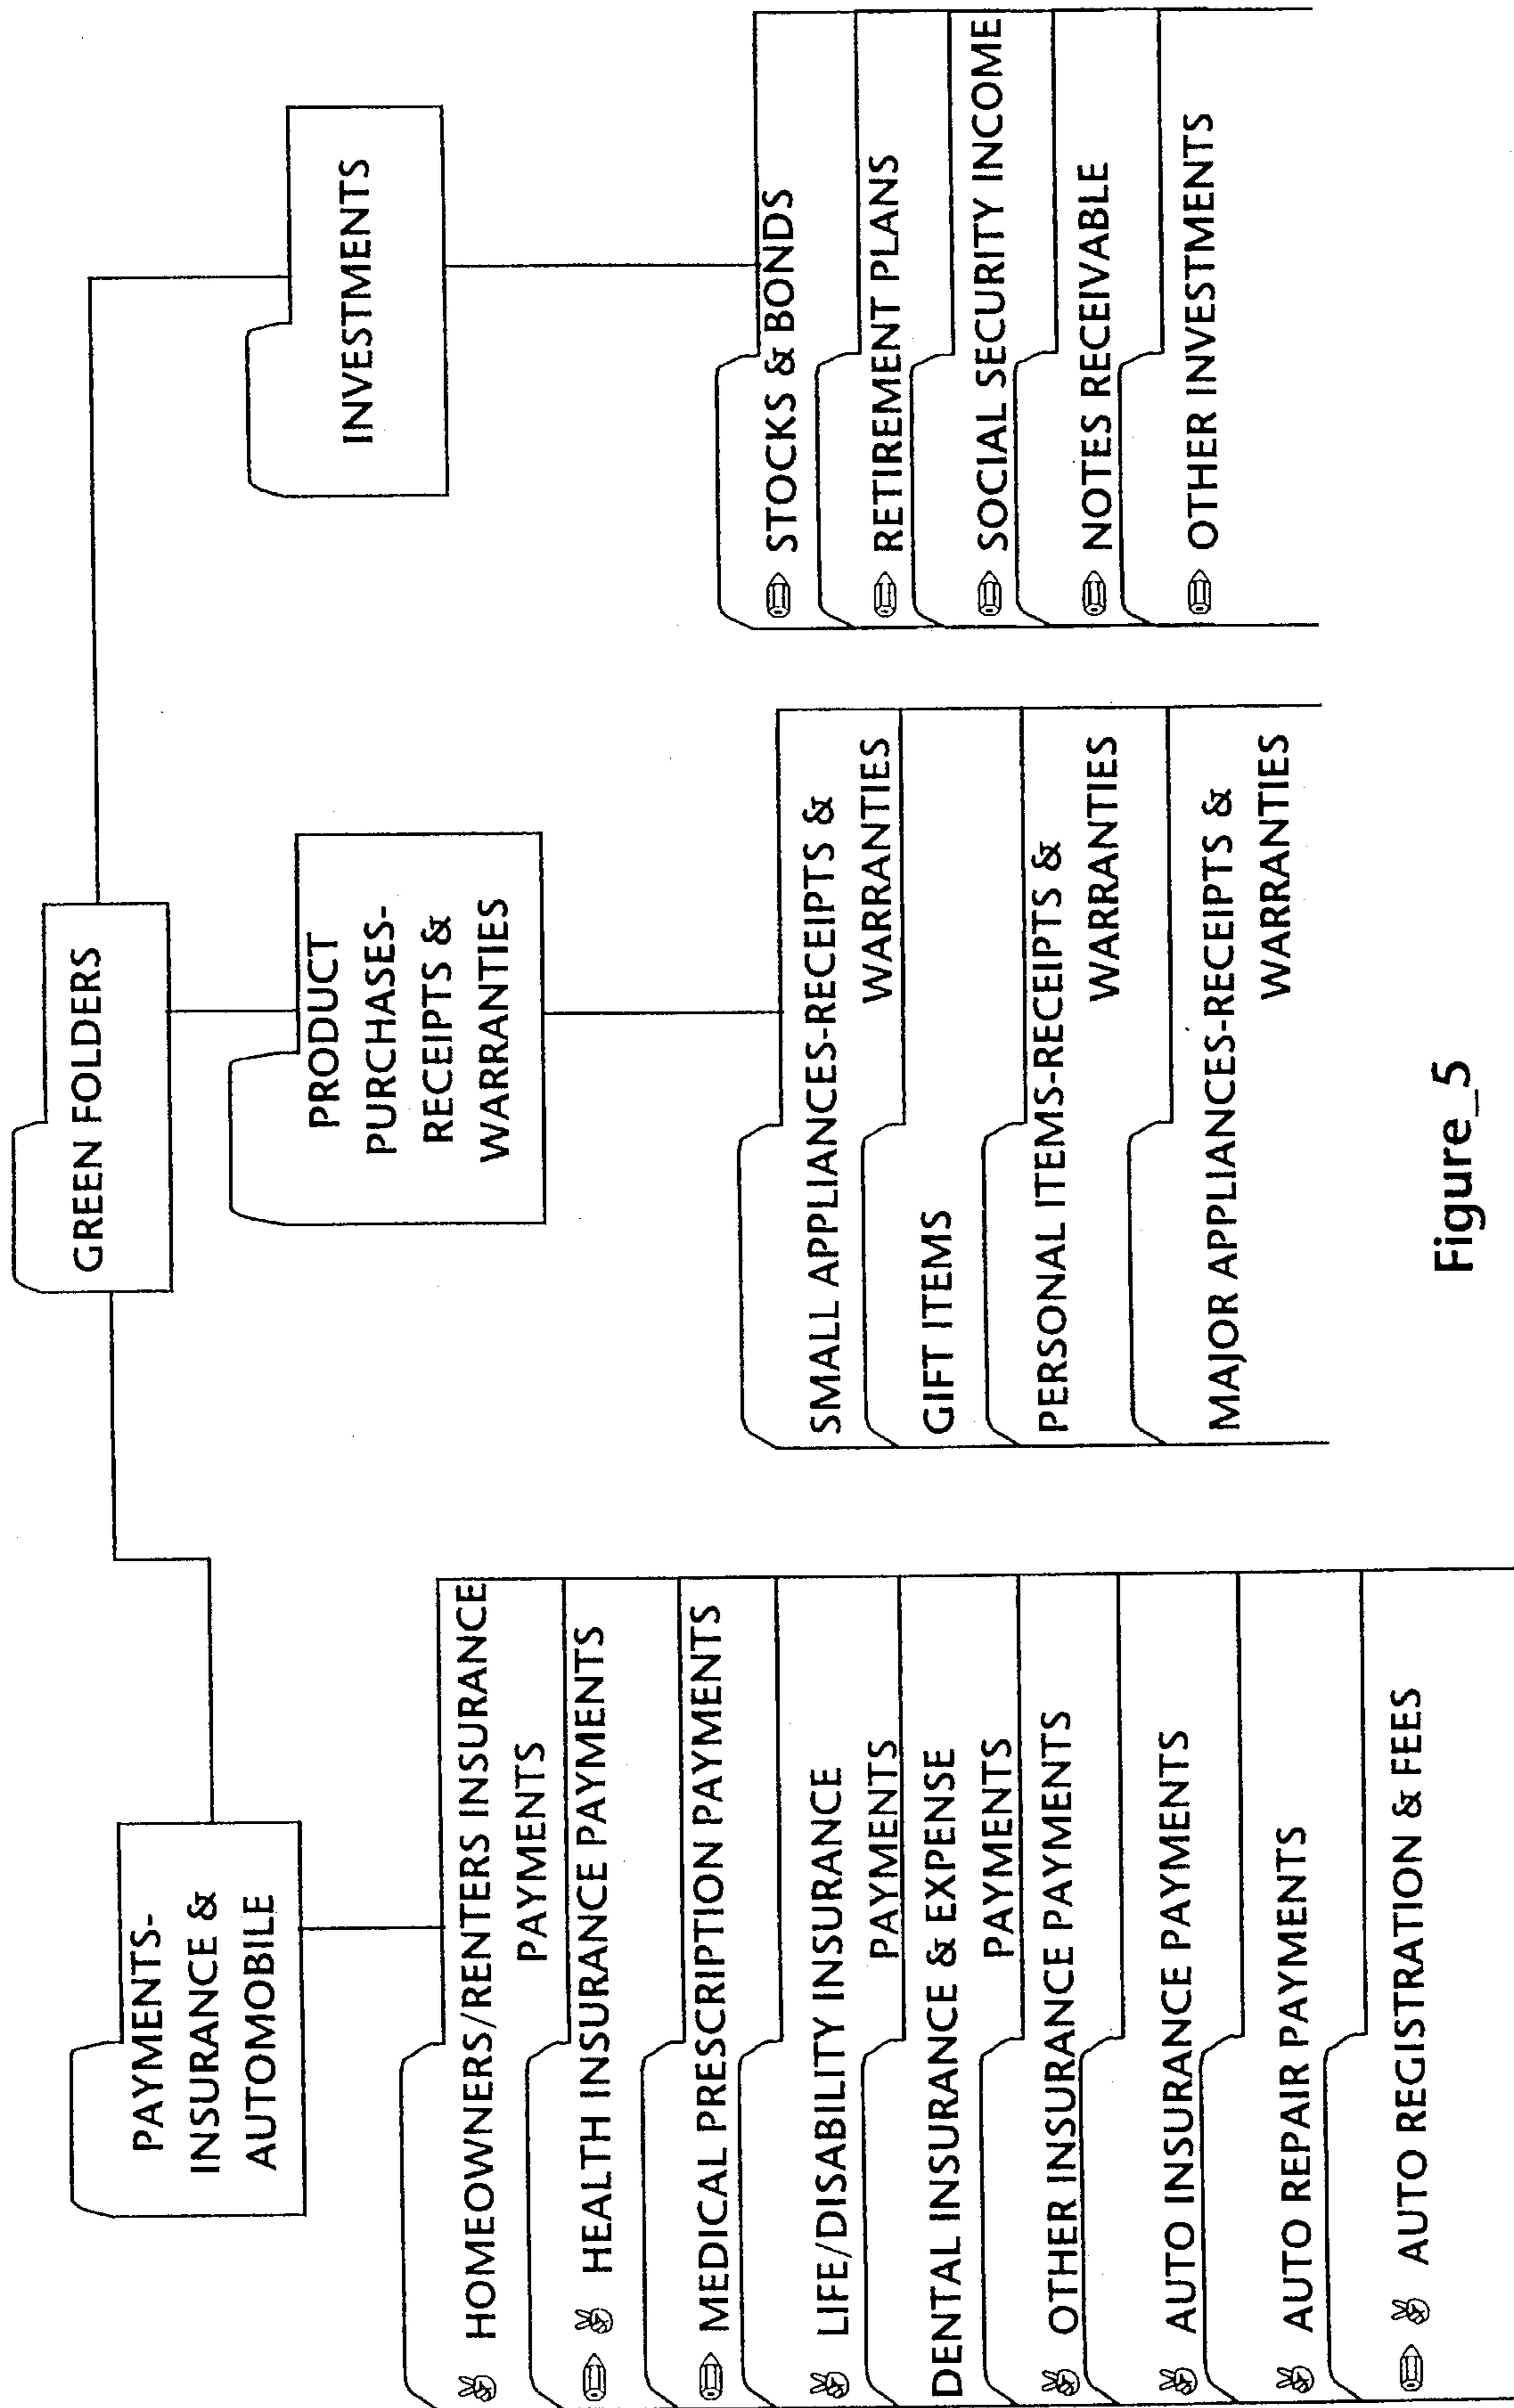 GREEN FOLDERS
PAYMENTS-
INSURANCE &
AUTOMOBILE
HOMEOWNERS/RENTERS INSURANCE
PAYMENTS
HEALTH INSURANCE PAYMENTS
MEDICAL PRESCRIPTION PAYMENTS
LIFE/DISABILITY INSURANCE
PAYMENTS
DENTAL INSURANCE & EXPENSE
PAYMENTS
OTHER INSURANCE PAYMENTS
AUTO INSURANCE PAYMENTS
AUTO REPAIR PAYMENTS
AUTO REGISTRATION & FEES
PRODUCT
PURCHASES-
RECEIPTS &
WARRANTIES
SMALL APPLIANCES-RECEIPTS &
WARRANTIES
GIFT ITEMS
PERSONAL ITEMS-RECEIPTS &
WARRANTIES
MAJOR APPLIANCES-RECEIPTS &
WARRANTIES
INVESTMENTS
STOCKS & BONDS
RETIREMENT PLANS
SOCIAL SECURITY INCOME
NOTES RECEIVABLE
OTHER INVESTMENTS
Figure_5